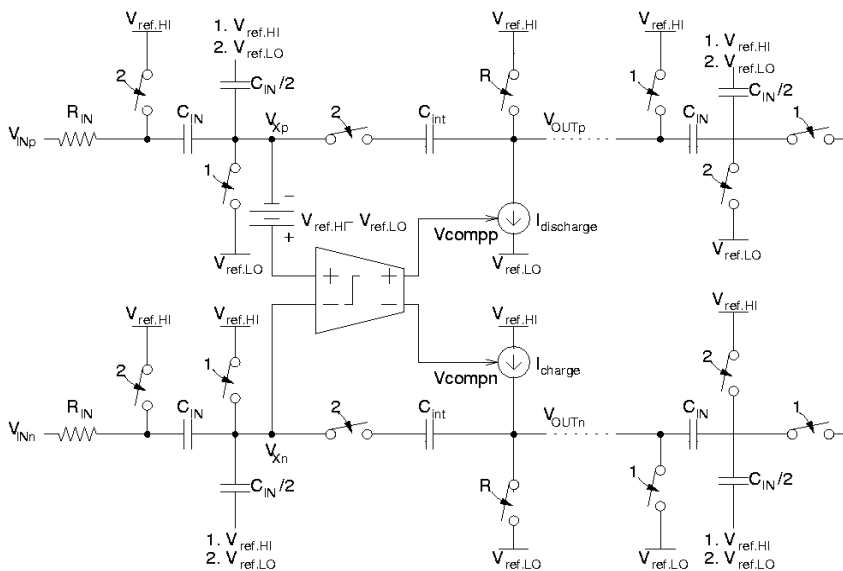 V_ref.HI
1. V_ref.HI
2. V_ref.LO
V_ref.HI
V_ref.HI
1. V_ref.HI
2. V_ref.LO
2
C_IN/2
R
1
C_IN/2
R_IN
C_IN
2
C_int
C_IN
1
V_INp
V_Xp
V_OUTp
1
2
V_ref.HI- V_ref.LO
−
+
I_discharge
Vcompp
V_ref.LO
V_ref.LO
V_ref.LO
+ +
− −
V_ref.HI
V_ref.HI
V_ref.HI
V_ref.HI
2
1
I_charge
Vcompn
2
R_IN
C_IN
2
C_int
C_IN
1
V_INn
V_Xn
V_OUTn
C_IN/2
R
1
C_IN/2
1. V_ref.HI
2. V_ref.LO
V_ref.LO
V_ref.LO
1. V_ref.HI
2. V_ref.LO